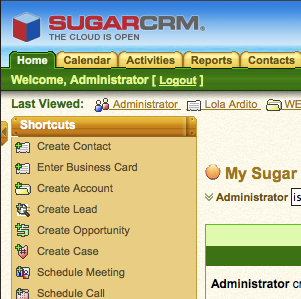 SUGARCRM®
THE CLOUD IS OPEN
Home Calendar Activities Reports Contacts
Welcome, Administrator [ Logout ]
Last Viewed: Administrator Lola Ardito WE
Shortcuts
Create Contact
Enter Business Card
Create Account
Create Lead
Create Opportunity
Create Case
Schedule Meeting
Schedule Call
My Sugar
Administrator is
Administrator cr